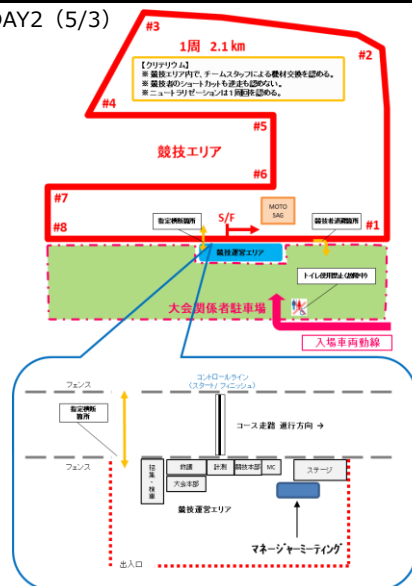 DAY2（5/3）
#3
1周 2.1km
#2
【クリテリウム】
※ 競技エリア内で、チームスタッフによる機材交換を認める。
※ 競技者のショートカットも逆走も認めない。
※ ニュートラリゼーションは1周回を認める。
#4
#5
競技エリア
#6
#7
#8
指定横断箇所
S/F
MOTO
SAG
競技者退避箇所
#1
競技運営エリア
トイレ使用禁止(故障中)
大会関係者駐車場
入場車両動線
コントロールライン
（スタート/フィニッシュ）
フェンス
指定横断
箇所
コース走路 進行方向 →
フェンス
招集・検車
救護
計測
競技本部
MC
ステージ
大会本部
競技運営エリア
マネージャーミーティング
出入口